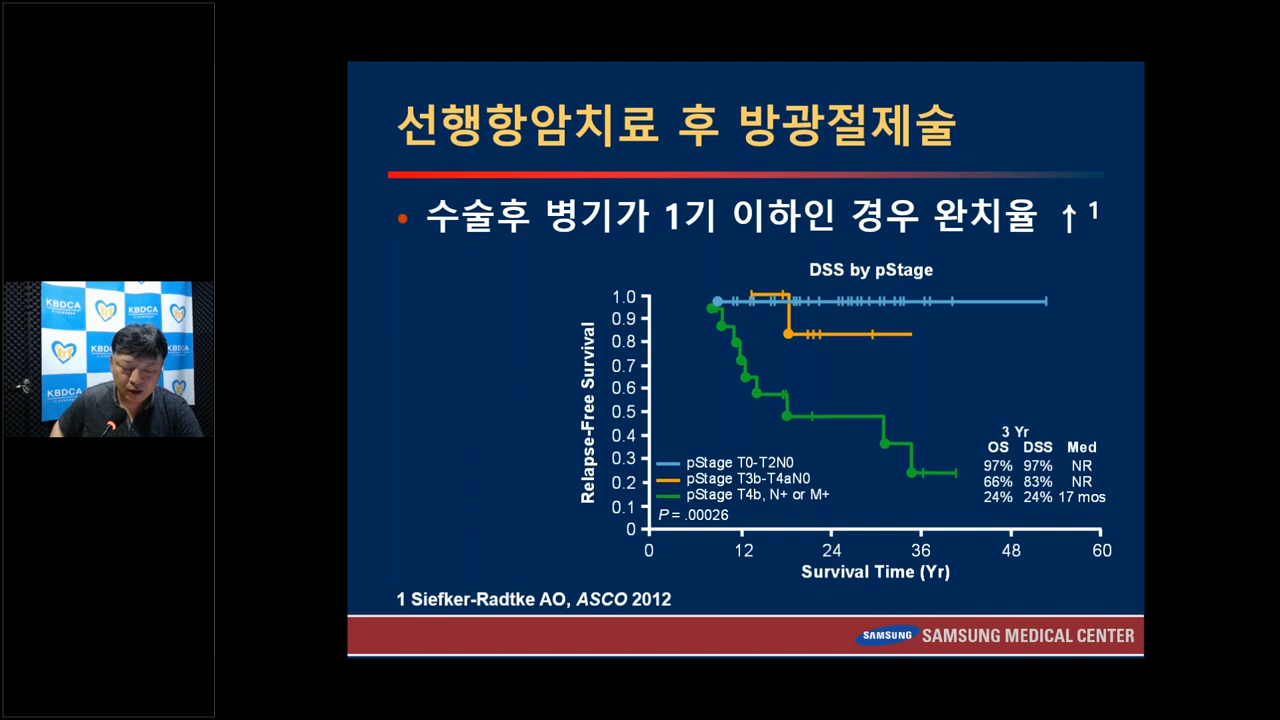 선행항암치료 후 방광절제술
• 수술후 병기가 1기 이하인 경우 완치율 ↑ 1
DSS by pStage
Relapse-Free Survival
1.0
0.9
0.8
0.7
0.6
0.5
0.4
0.3
0.2
0.1
0
pStage T0-T2N0
pStage T3b-T4aN0
pStage T4b, N+ or M+
P = .00026
3 Yr
OS DSS Med
97% 97% NR
66% 83% NR
24% 24% 17 mos
0 12 24 36 48 60
Survival Time (Yr)
1 Siefker-Radtke AO, ASCO 2012
SAMSUNG SAMSUNG MEDICAL CENTER
KBDCA
KBDCA
KBDCA